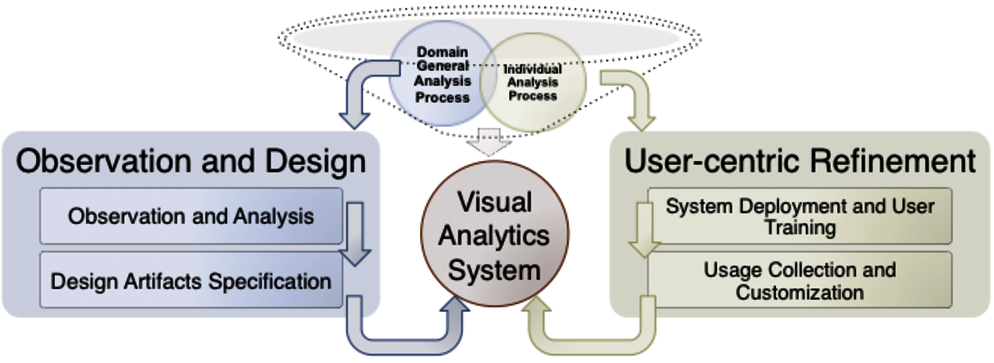 Domain
General
Analysis
Process
Individual
Analysis
Process
Observation and Design
Observation and Analysis
Design Artifacts Specification
Visual
Analytics
System
User-centric Refinement
System Deployment and User
Training
Usage Collection and
Customization